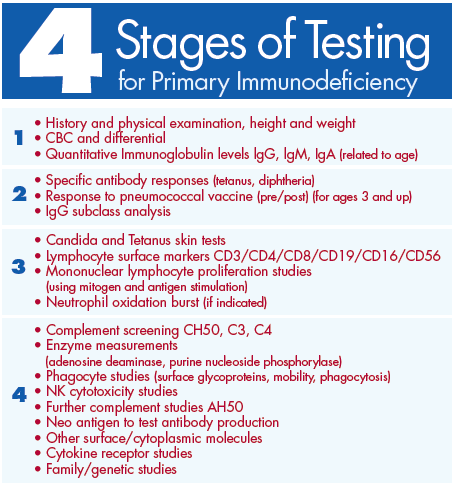 4 Stages of Testing
for Primary Immunodeficiency
1
• History and physical examination, height and weight
• CBC and differential
• Quantitative Immunoglobulin levels IgG, IgM, IgA (related to age)
2
• Specific antibody responses (tetanus, diphtheria)
• Response to pneumococcal vaccine (pre/post) (for ages 3 and up)
• IgG subclass analysis
3
• Candida and Tetanus skin tests
• Lymphocyte surface markers CD3/CD4/CD8/CD19/CD16/CD56
• Mononuclear lymphocyte proliferation studies
(using mitogen and antigen stimulation)
• Neutrophil oxidation burst (if indicated)
4
• Complement screening CH50, C3, C4
• Enzyme measurements
(adenosine deaminase, purine nucleoside phosphorylase)
• Phagocyte studies (surface glycoproteins, mobility, phagocytosis)
• NK cytotoxicity studies
• Further complement studies AH50
• Neo antigen to test antibody production
• Other surface/cytoplasmic molecules
• Cytokine receptor studies
• Family/genetic studies